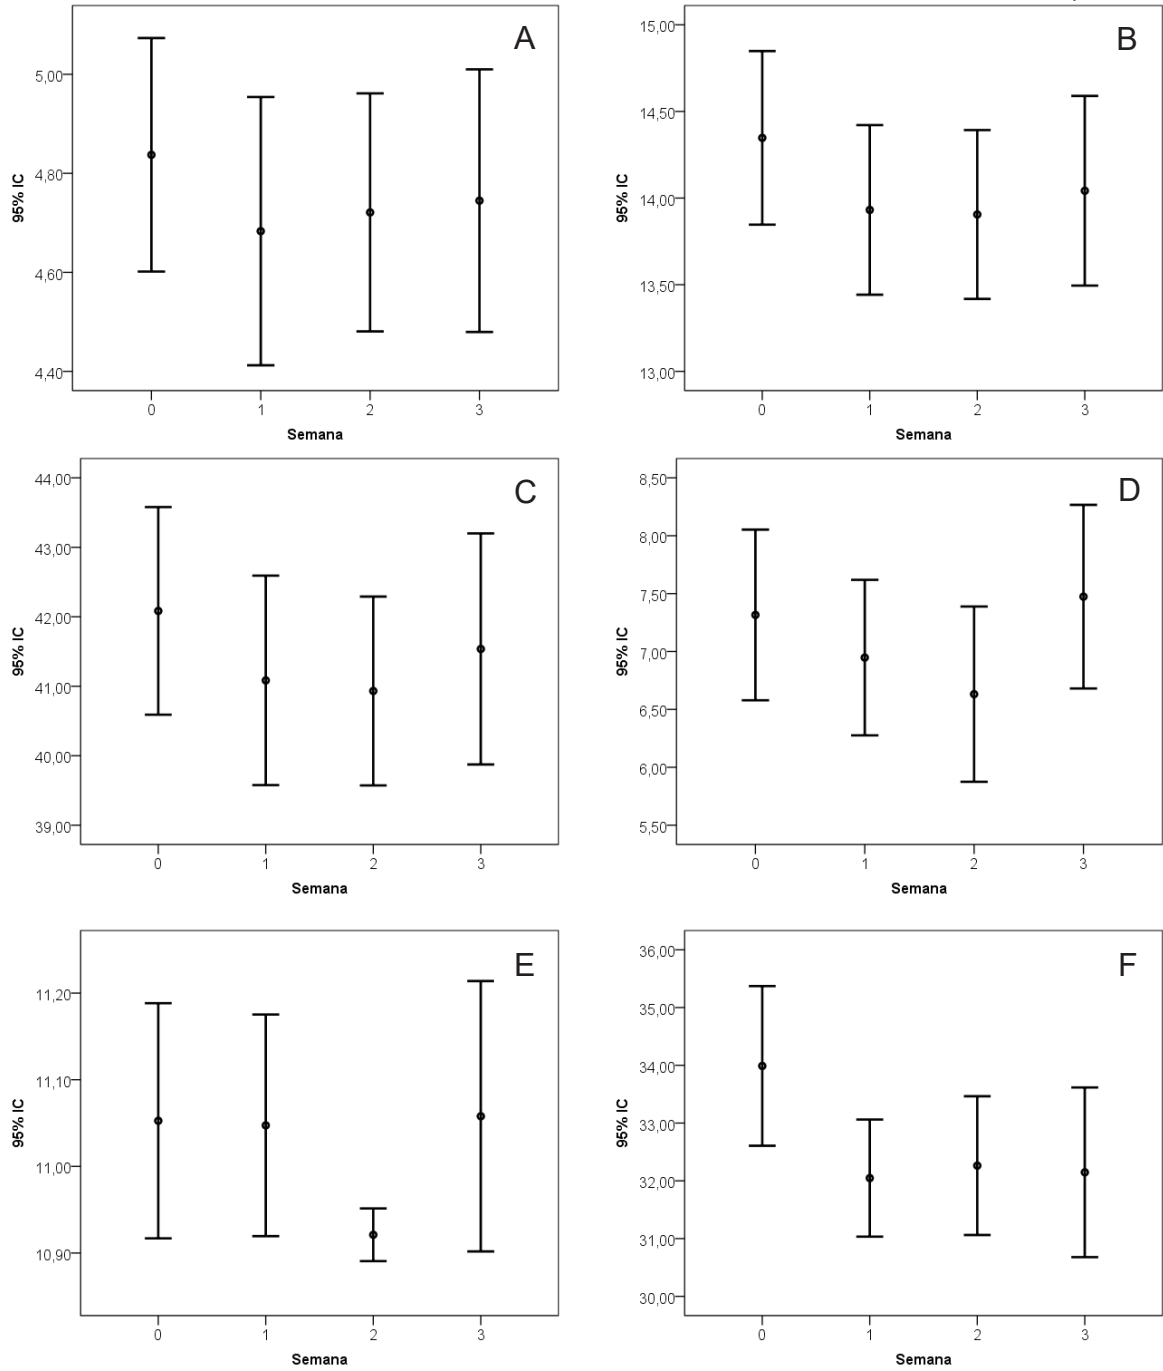 A
95% IC
5,00
4,80
4,60
4,40
0 1 2 3
Semana
B
95% IC
15,00
14,50
14,00
13,50
13,00
0 1 2 3
Semana
C
95% IC
44,00
43,00
42,00
41,00
40,00
39,00
0 1 2 3
Semana
D
95% IC
8,50
8,00
7,50
7,00
6,50
6,00
5,50
0 1 2 3
Semana
E
95% IC
11,20
11,10
11,00
10,90
0 1 2 3
Semana
F
95% IC
36,00
35,00
34,00
33,00
32,00
31,00
30,00
0 1 2 3
Semana